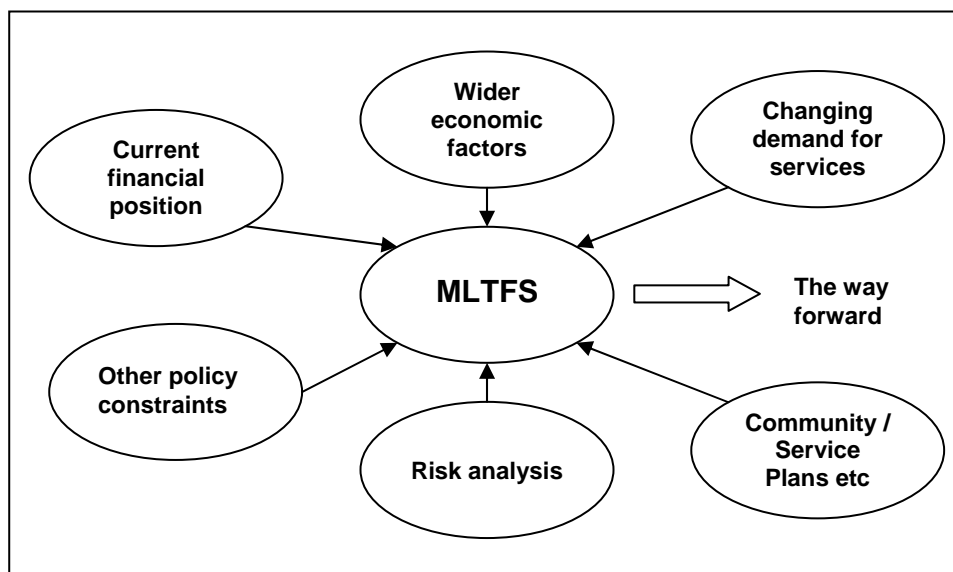 Wider
economic
factors
Changing
demand for
services
Current
financial
position
MLTFS
The way
forward
Other policy
constraints
Risk analysis
Community /
Service
Plans etc